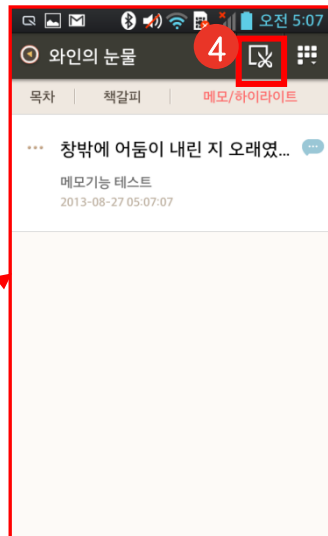 오전 5:07
와인의 눈물
4
목차 책갈피 메모/하이라이트
창밖에 어둠이 내린 지 오래였...
메모기능 테스트
2013-08-27 05:07:07